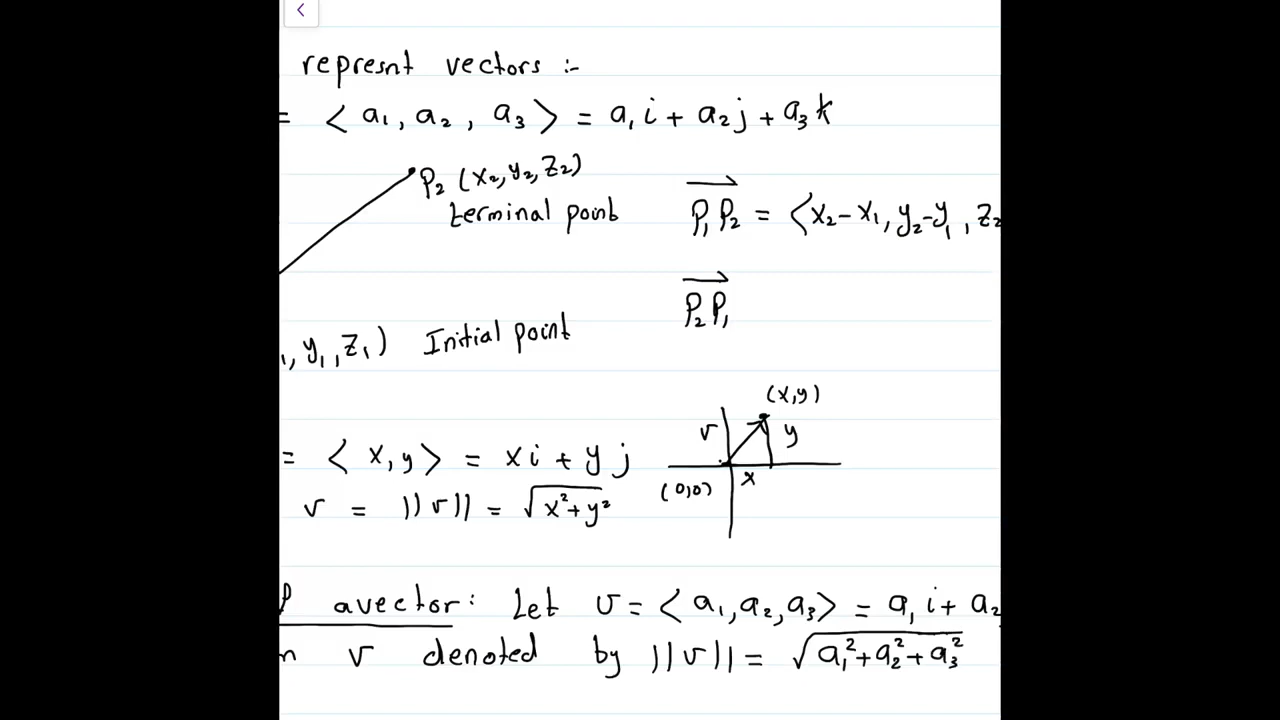 represnt vectors :-
= < a₁, a₂, a₃ > = a₁ i + a₂ j + a₃ k
P₂ (x₂, y₂, z₂)
terminal point
P₁P₂ = <x₂ - x₁, y₂ - y₁, z₂
P₂P₁
₁, y₁, z₁) Initial point
(x,y)
v
y
= < x, y > = x i + y j
(0,0)
x
v = ||v|| = √x² + y²
a vector: Let v = < a₁, a₂, a₃ > = a₁ i + a₂
v denoted by ||v|| = √a₁² + a₂² + a₃²